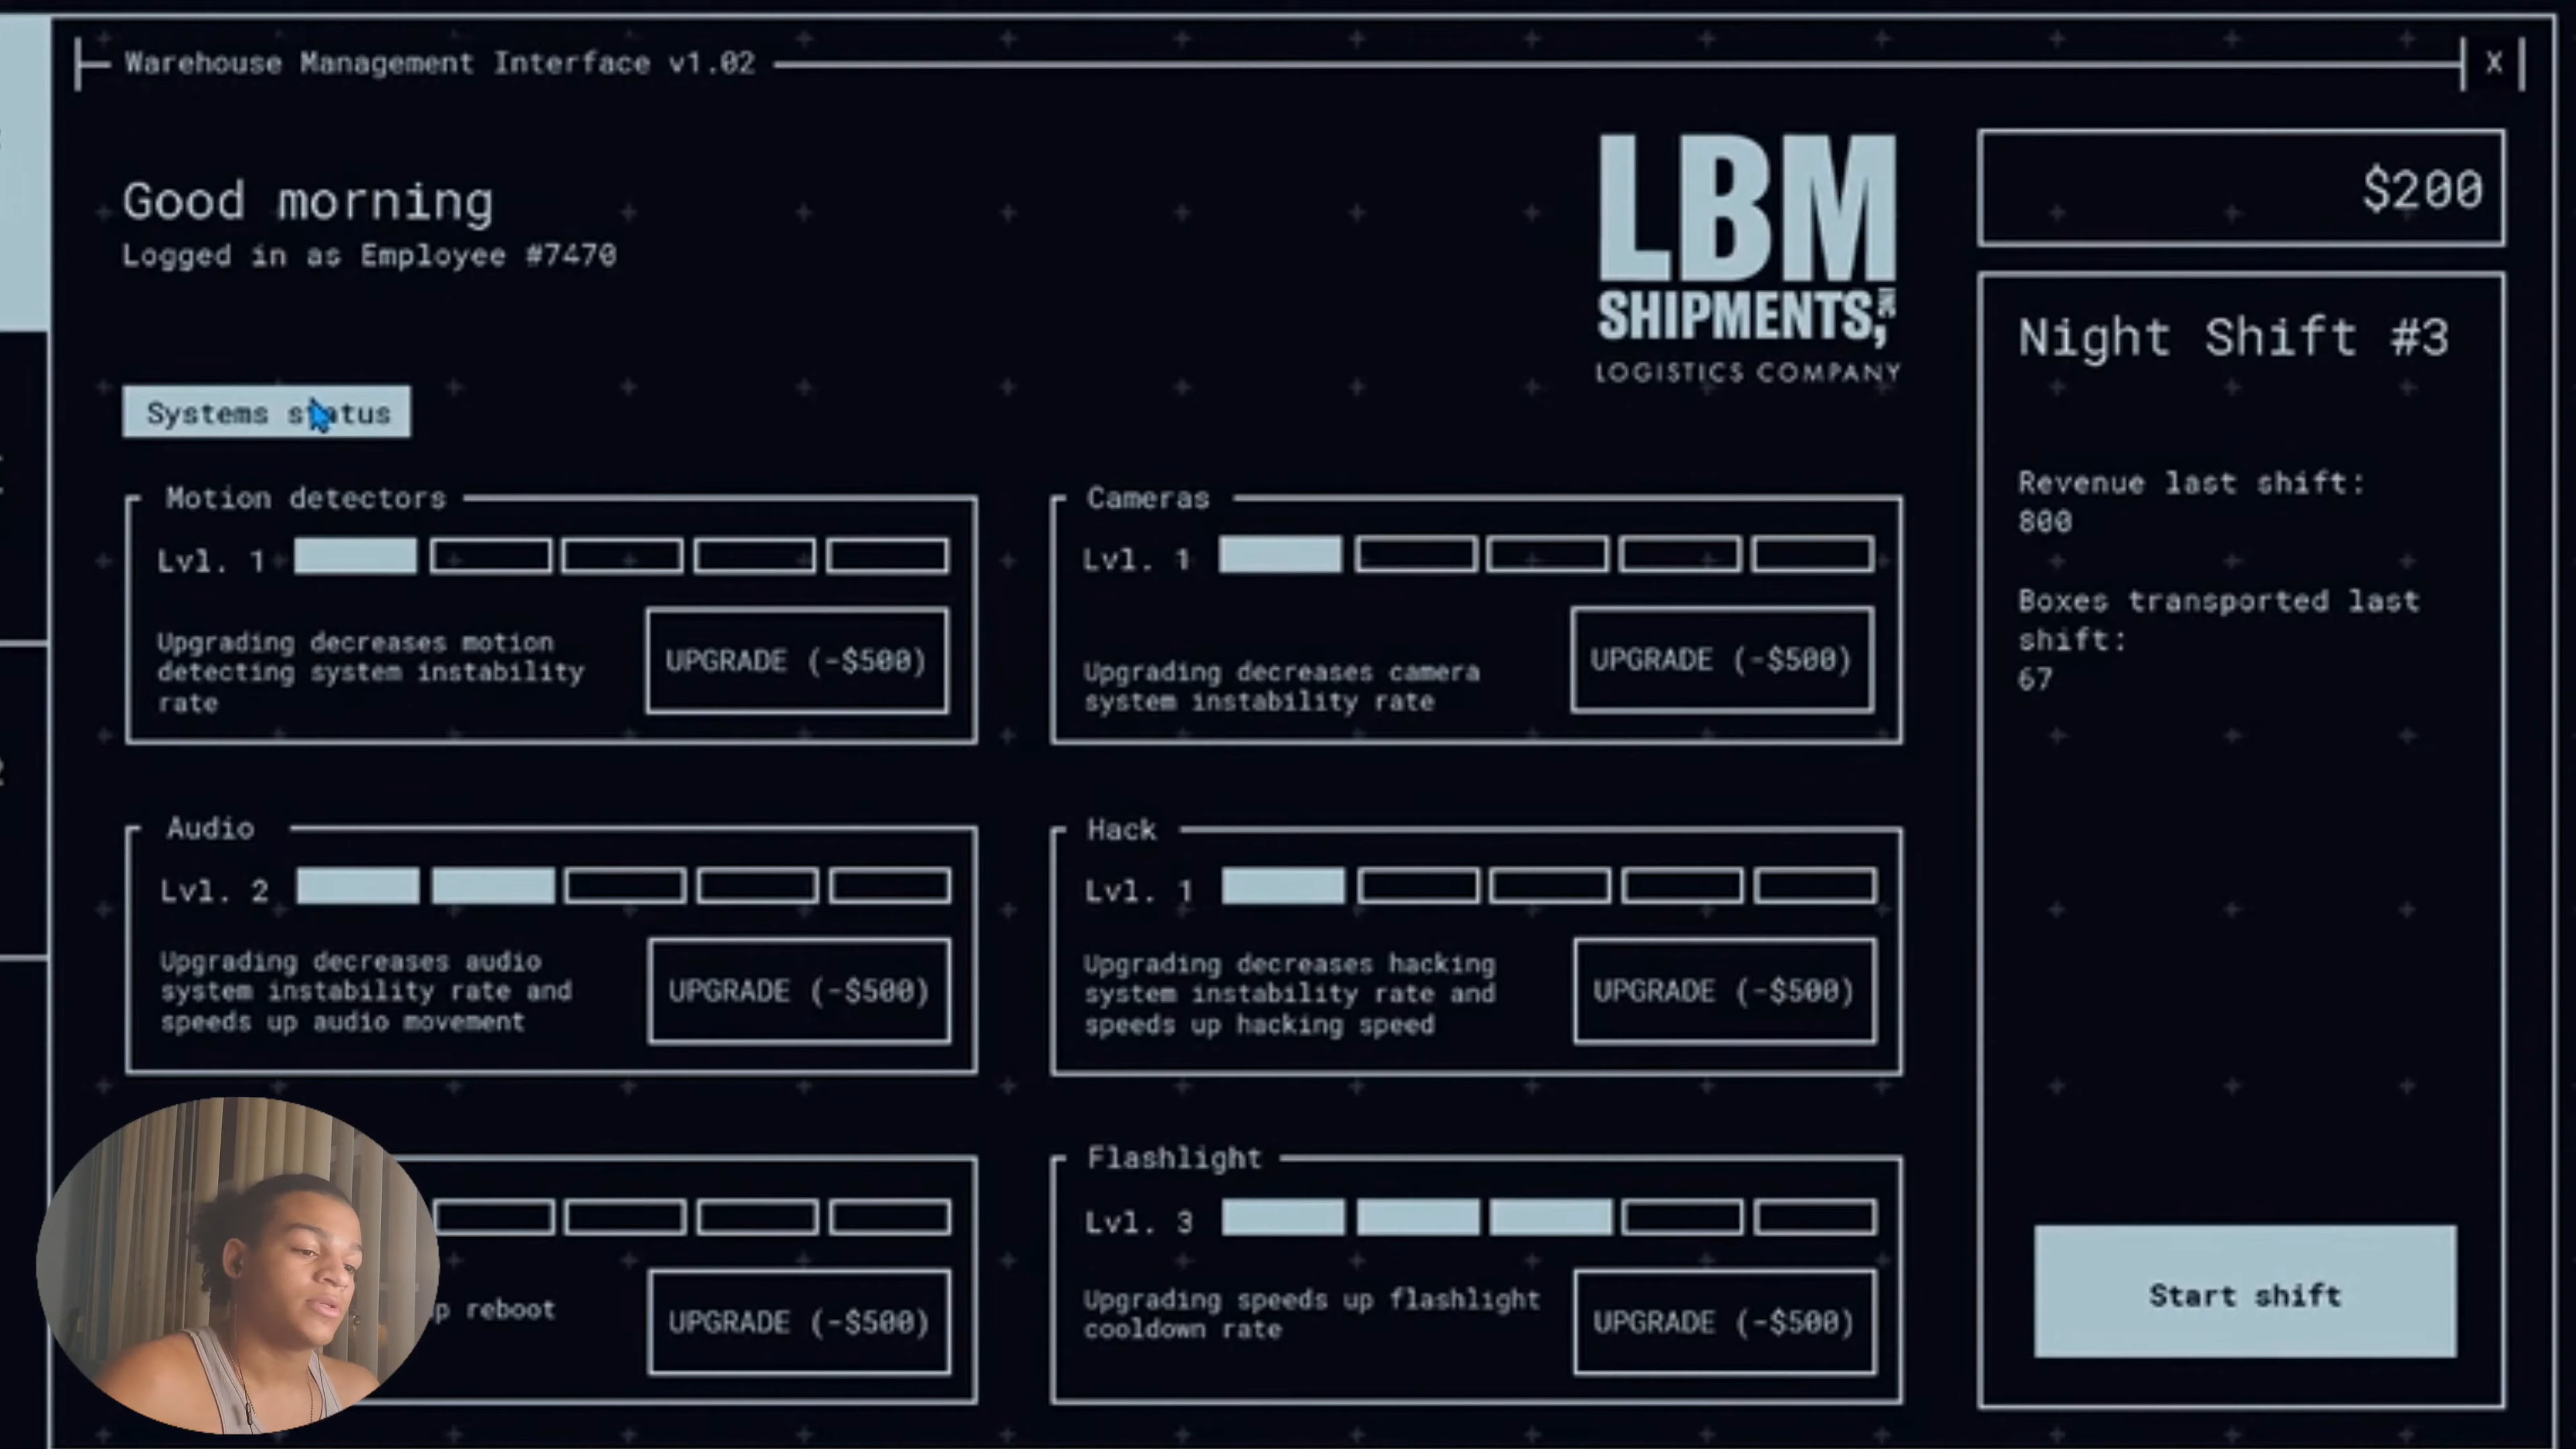 Warehouse Management Interface v1.02
X
Good morning
Logged in as Employee #7470
LBM
SHIPMENTS, INC
LOGISTICS COMPANY
$200
Systems status
Motion detectors
Lvl. 1
Upgrading decreases motion
detecting system instability
rate
UPGRADE (-$500)
Cameras
Lvl. 1
Upgrading decreases camera
system instability rate
UPGRADE (-$500)
Audio
Lvl. 2
Upgrading decreases audio
system instability rate and
speeds up audio movement
UPGRADE (-$500)
Hack
Lvl. 1
Upgrading decreases hacking
system instability rate and
speeds up hacking speed
UPGRADE (-$500)
reboot
UPGRADE (-$500)
Flashlight
Lvl. 3
Upgrading speeds up flashlight
cooldown rate
UPGRADE (-$500)
Night Shift #3
Revenue last shift:
800
Boxes transported last
shift:
67
Start shift